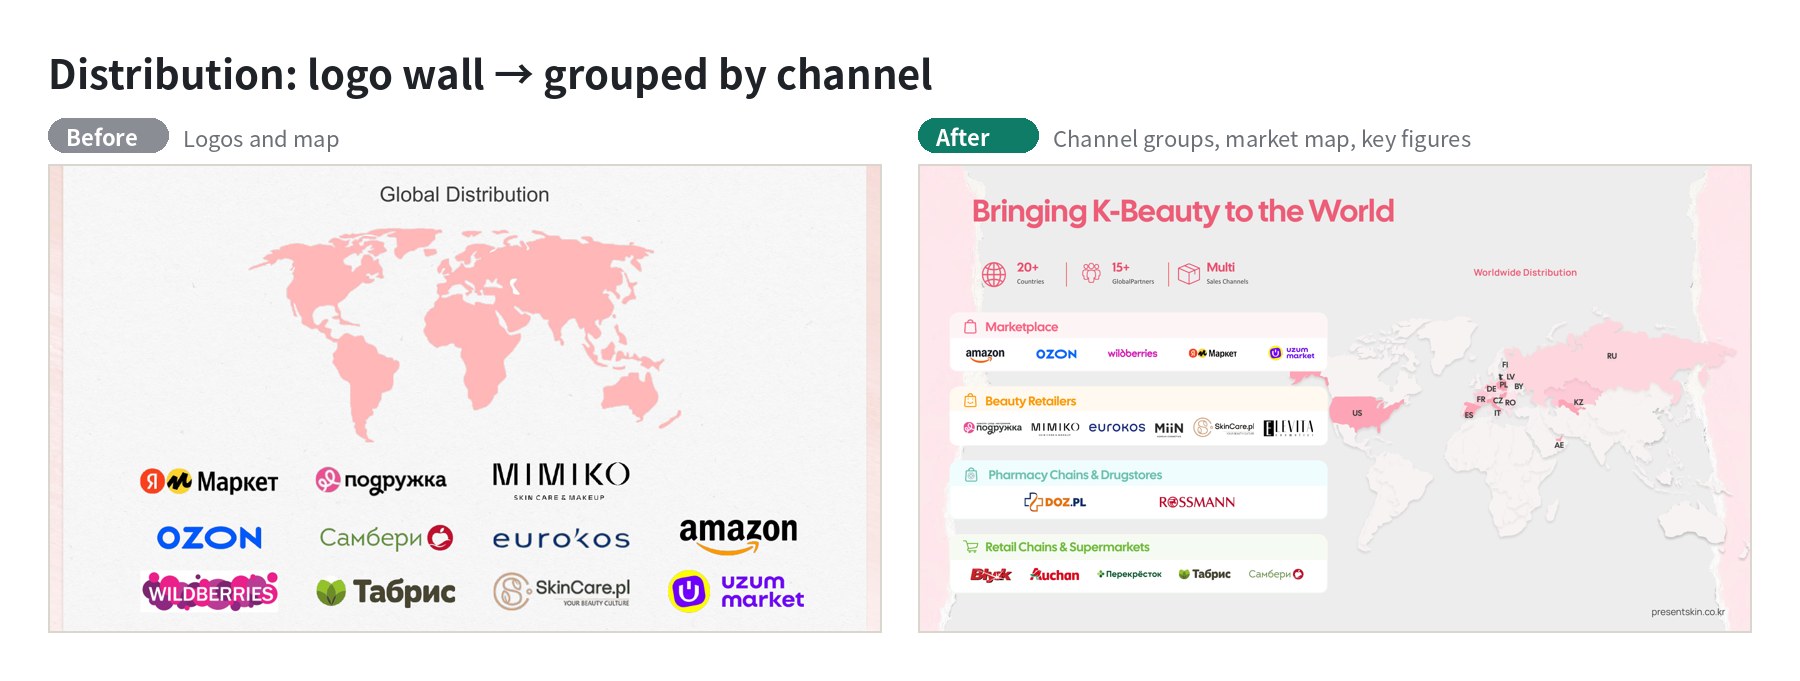 Distribution: logo wall → grouped by channel
Before
Logos and map
After
Channel groups, market map, key figures
Global Distribution
Я М Маркет
подружка
MIMIKO
SKIN CARE & MAKEUP
OZON
Самбери
eurokos
amazon
WILDBERRIES
Табрис
SkinCare.pl
YOUR BEAUTY CULTURE
uzum
market
Bringing K-Beauty to the World
20+
Countries
15+
GlobalPartners
Multi
Sales Channels
Worldwide Distribution
Marketplace
amazon
OZON
wildberries
Я М Маркет
uzum
market
Beauty Retailers
подружка
MIMIKO
eurokos
MiiN
SkinCare.pl
ELEVITA
Pharmacy Chains & Drugstores
DOZ.PL
ROSSMANN
Retail Chains & Supermarkets
Auchan
Перекрёсток
Табрис
Самбери
US
RU
FI
LV
DE
PL
BY
FR
CZ
RO
KZ
ES
IT
AE
presentskin.co.kr